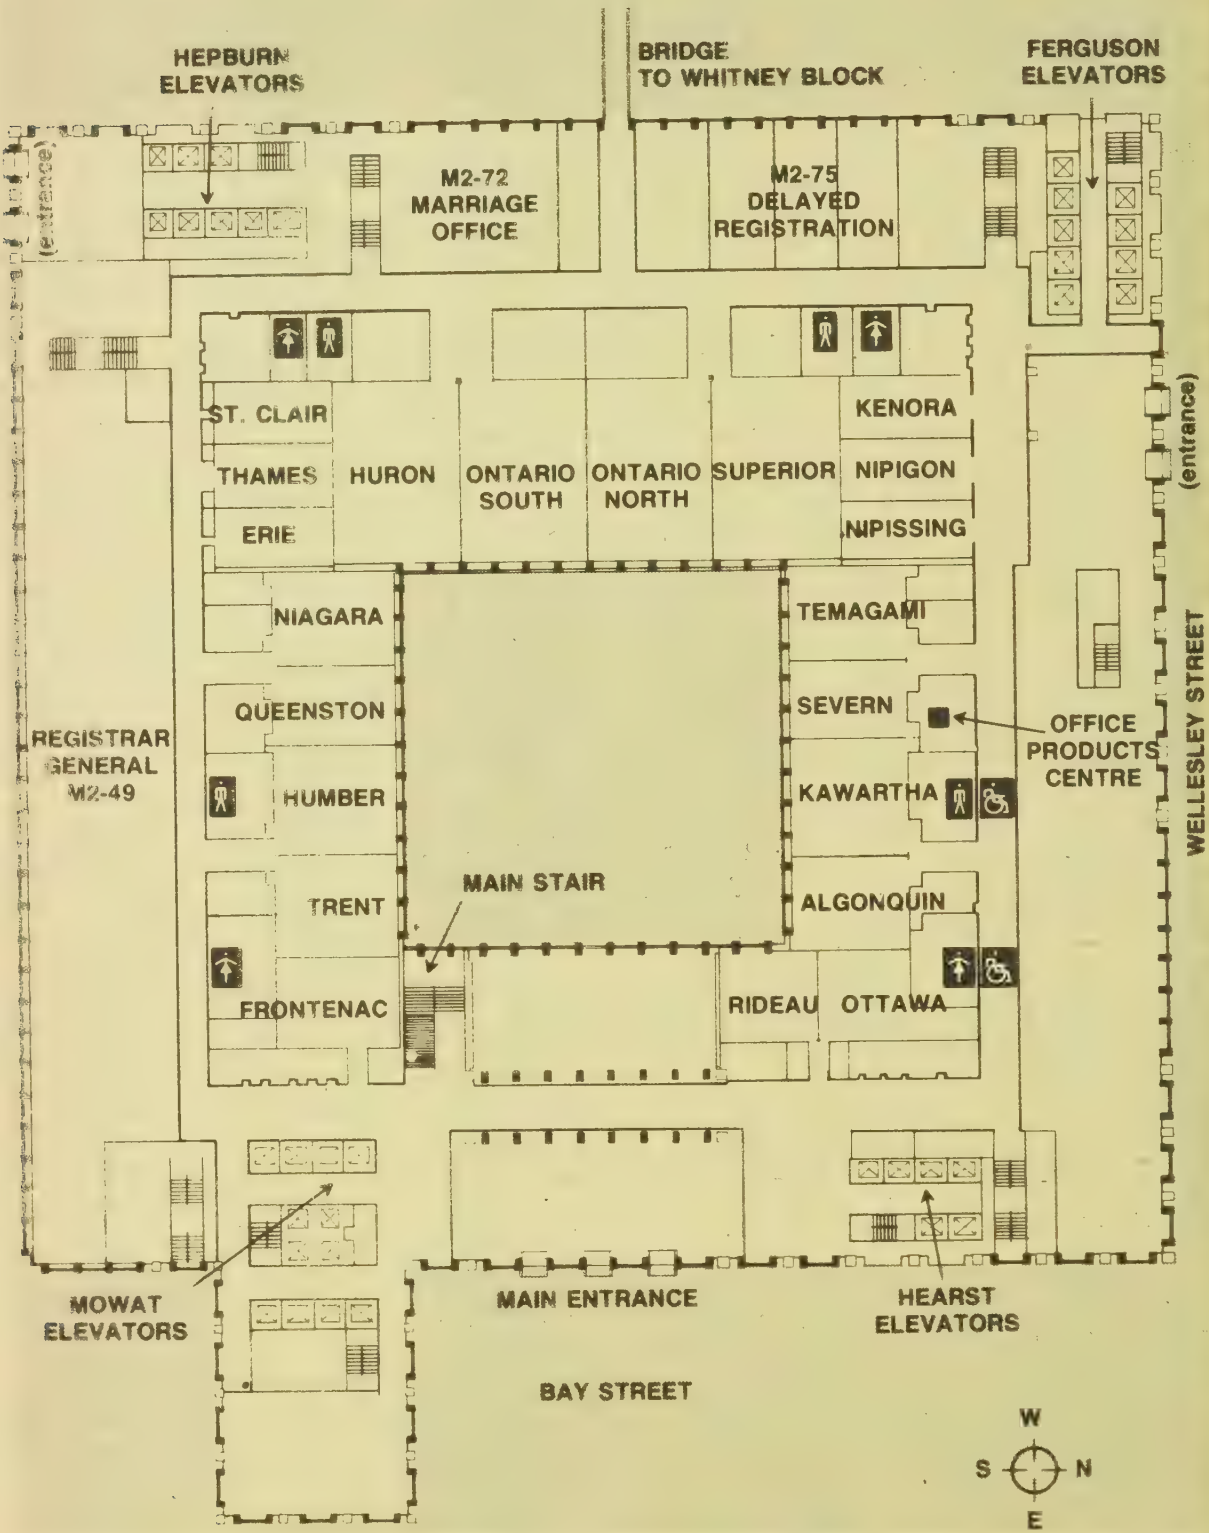 HEPBURN
ELEVATORS
BRIDGE
TO WHITNEY BLOCK
FERGUSON
ELEVATORS
(entrance)
M2-72
MARRIAGE
OFFICE
M2-75
DELAYED
REGISTRATION
(entrance)
ST. CLAIR
KENORA
THAMES
HURON
ONTARIO
SOUTH
ONTARIO
NORTH
SUPERIOR
NIPIGON
ERIE
NIPISSING
NIAGARA
TEMAGAMI
QUEENSTON
SEVERN
REGISTRAR
GENERAL
M2-49
OFFICE
PRODUCTS
CENTRE
WELLESLEY STREET
HUMBER
KAWARTHA
MAIN STAIR
TRENT
ALGONQUIN
FRONTENAC
RIDEAU
OTTAWA
MOWAT
ELEVATORS
MAIN ENTRANCE
HEARST
ELEVATORS
BAY STREET
W
S
N
E